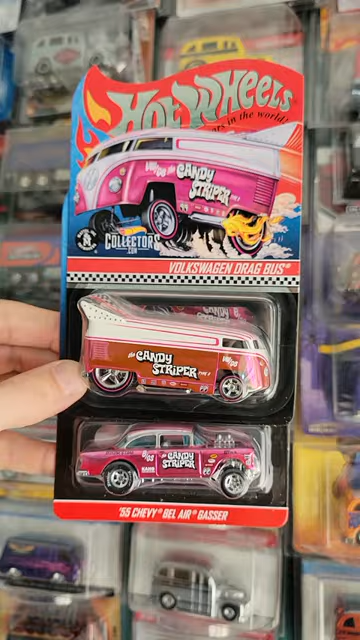 Hot Wheels
in the world!
the CANDY
STRIPER
COLLECTORS
.COM
VOLKSWAGEN DRAG BUS
the CANDY
STRIPER
the CANDY
STRIPER
'55 CHEVY BEL AIR GASSER